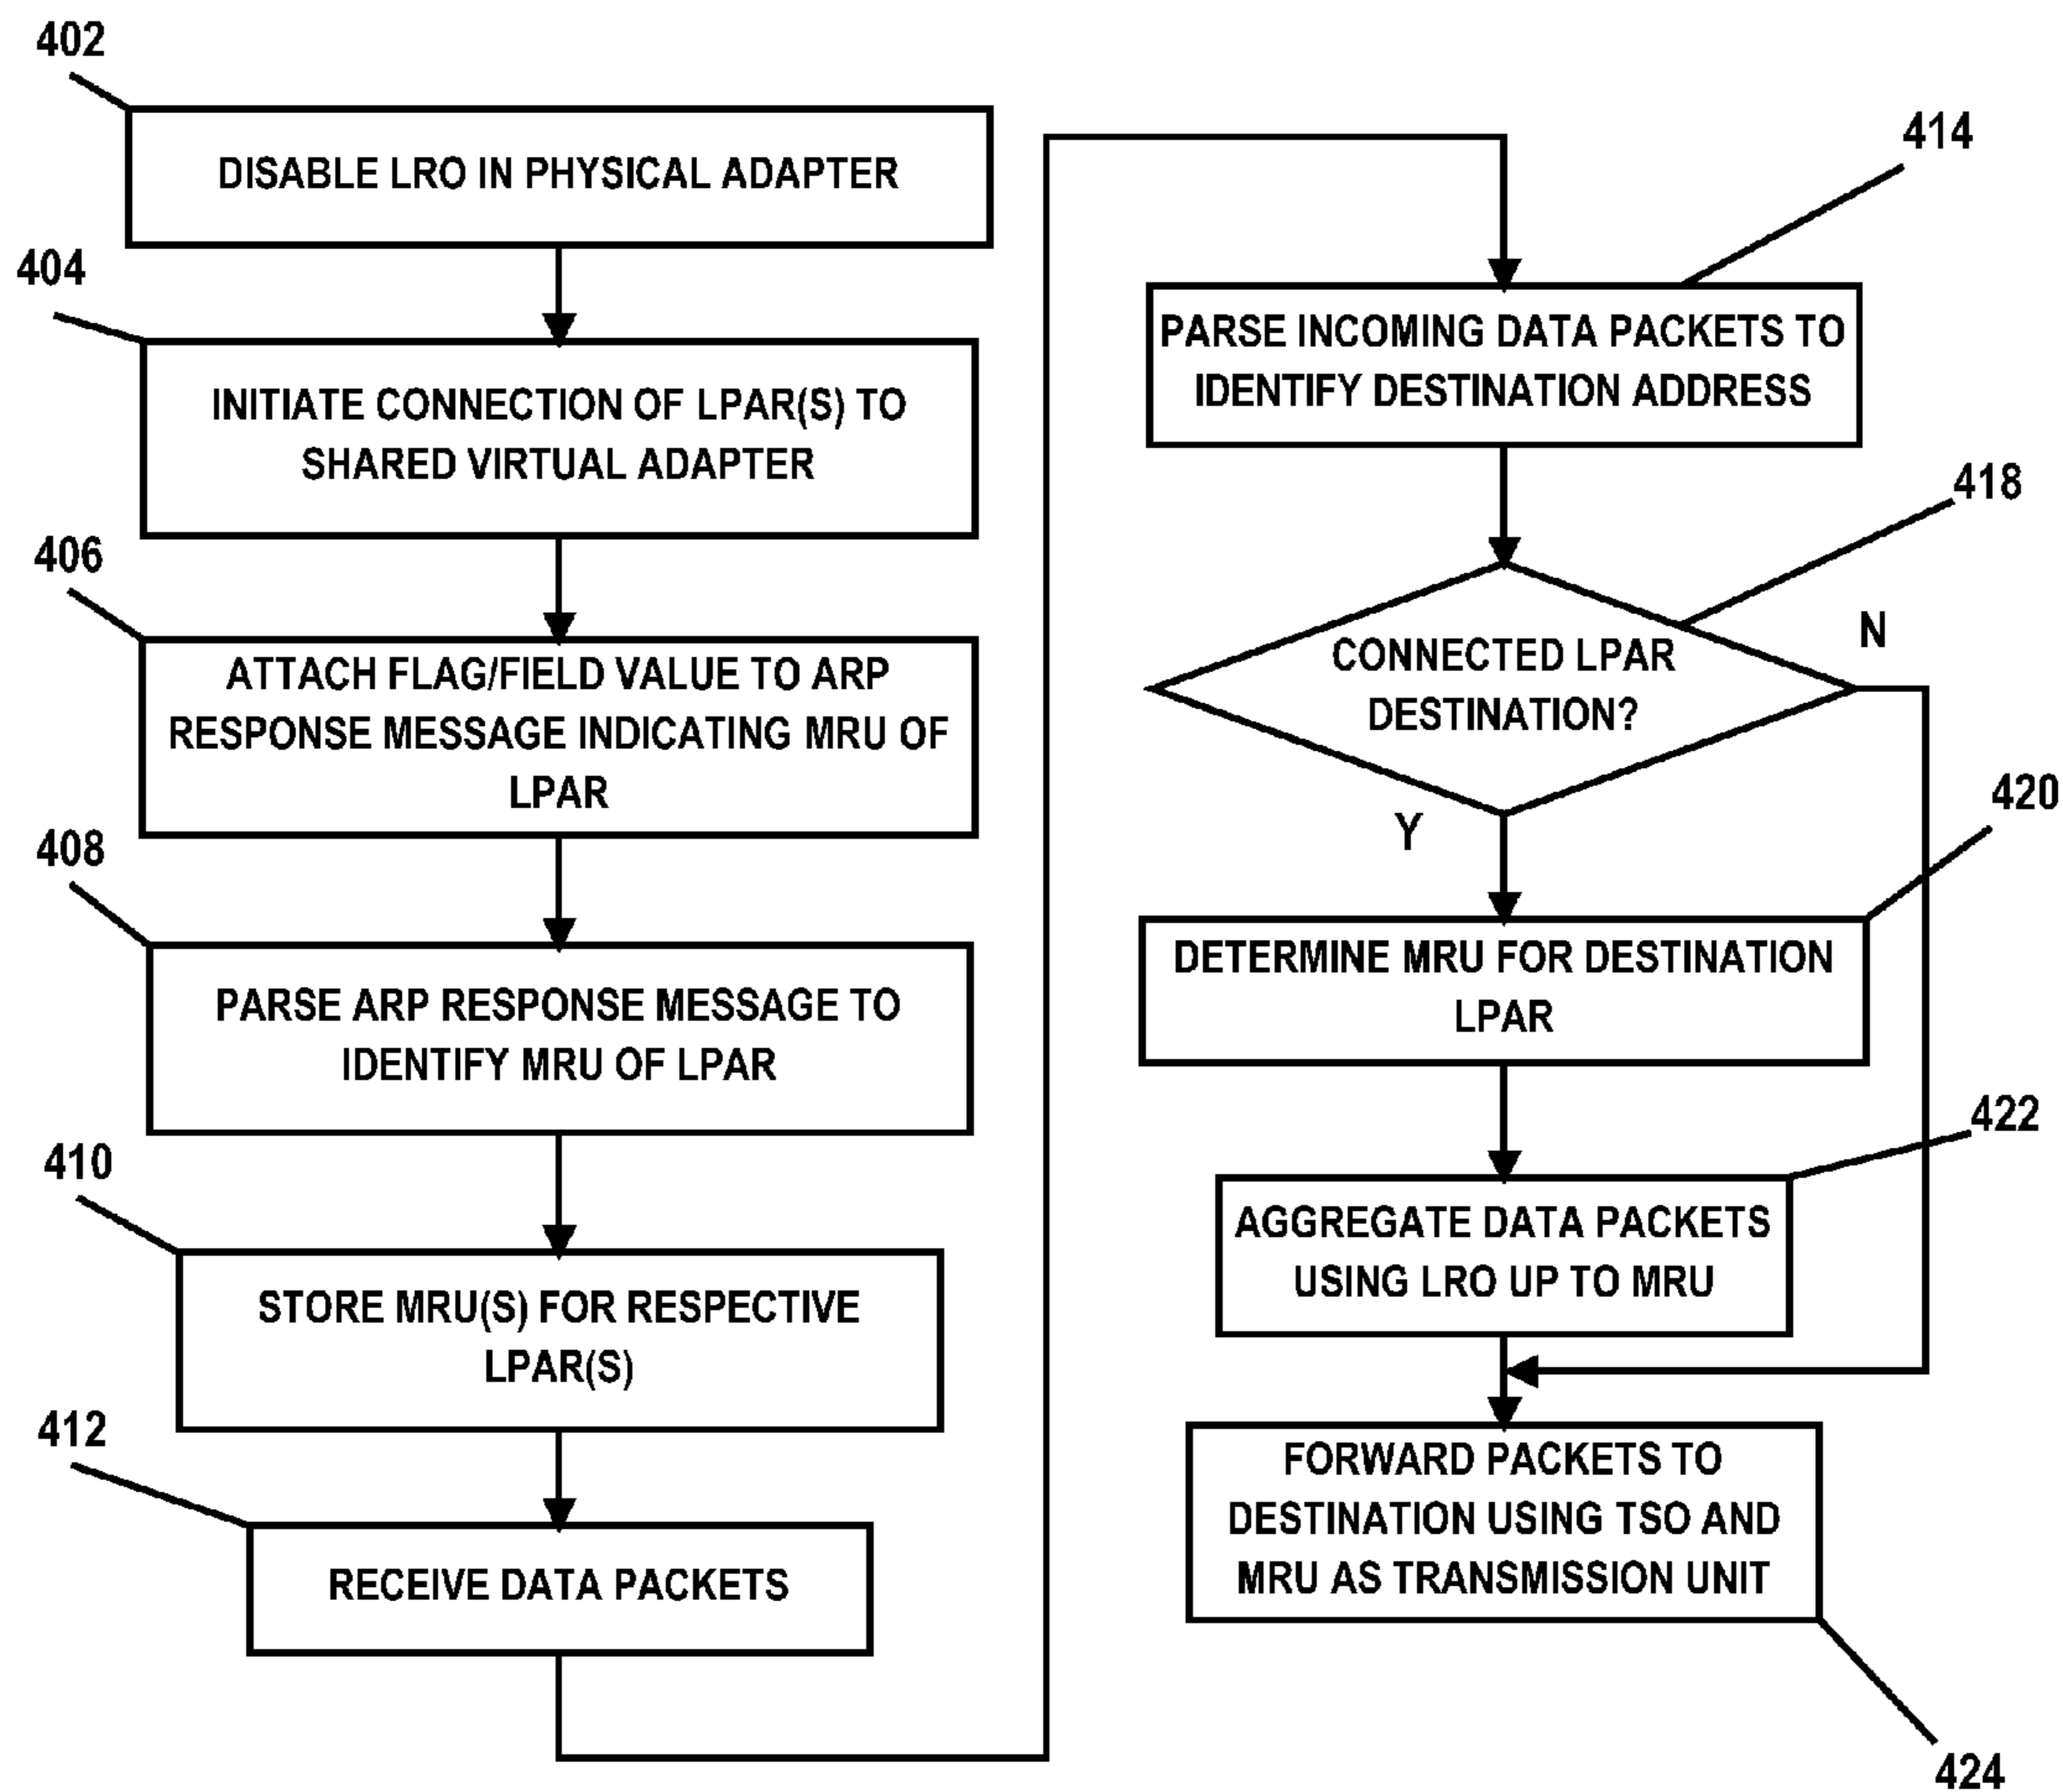 402
DISABLE LRO IN PHYSICAL ADAPTER
404
INITIATE CONNECTION OF LPAR(S) TO
SHARED VIRTUAL ADAPTER
406
ATTACH FLAG/FIELD VALUE TO ARP
RESPONSE MESSAGE INDICATING MRU OF
LPAR
408
PARSE ARP RESPONSE MESSAGE TO
IDENTIFY MRU OF LPAR
410
STORE MRU(S) FOR RESPECTIVE
LPAR(S)
412
RECEIVE DATA PACKETS
414
PARSE INCOMING DATA PACKETS TO
IDENTIFY DESTINATION ADDRESS
418
CONNECTED LPAR
DESTINATION?
N
Y
420
DETERMINE MRU FOR DESTINATION
LPAR
422
AGGREGATE DATA PACKETS
USING LRO UP TO MRU
FORWARD PACKETS TO
DESTINATION USING TSO AND
MRU AS TRANSMISSION UNIT
424